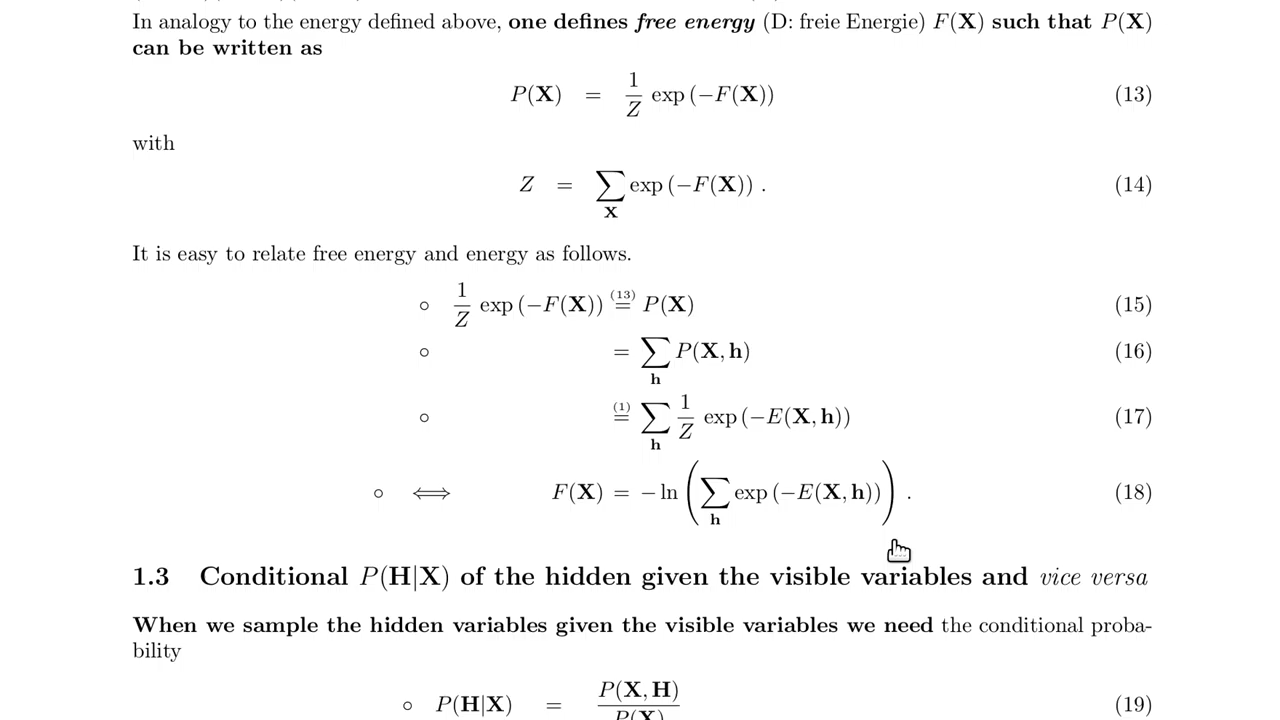 In analogy to the energy defined above, one defines free energy (D: freie Energie) F(X) such that P(X)
can be written as
P(X) = 1/Z exp (−F(X)) (13)
with
Z = ∑_X exp (−F(X)) . (14)
It is easy to relate free energy and energy as follows.
◦ 1/Z exp (−F(X)) (13)= P(X) (15)
◦ = ∑_h P(X, h) (16)
◦ (1)= ∑_h 1/Z exp (−E(X, h)) (17)
◦ ⟺ F(X) = − ln (∑_h exp (−E(X, h))) . (18)
1.3 Conditional P(H|X) of the hidden given the visible variables and vice versa
When we sample the hidden variables given the visible variables we need the conditional proba-
bility
◦ P(H|X) = P(X, H) / P(X) (19)